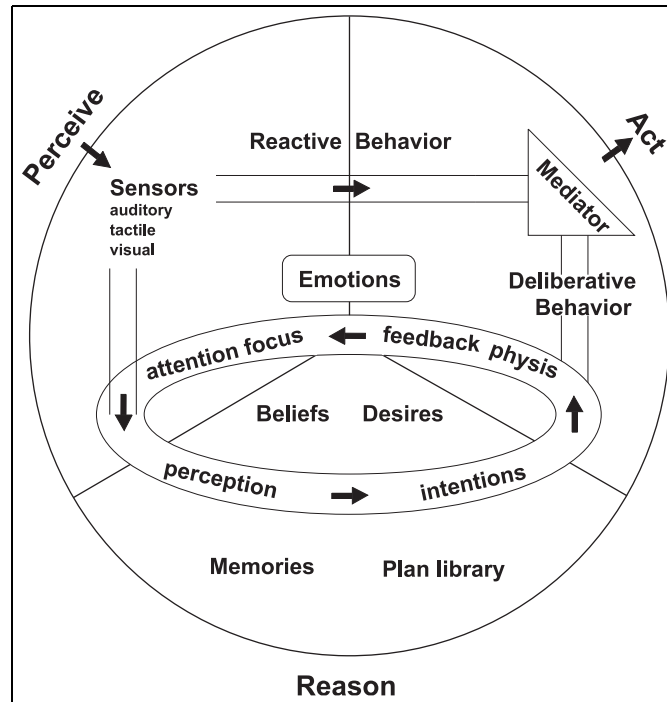 Perceive
Act
Reactive Behavior
Sensors
auditory
tactile
visual
Mediator
Emotions
Deliberative
Behavior
attention focus
feedback physis
Beliefs Desires
perception
intentions
Memories
Plan library
Reason